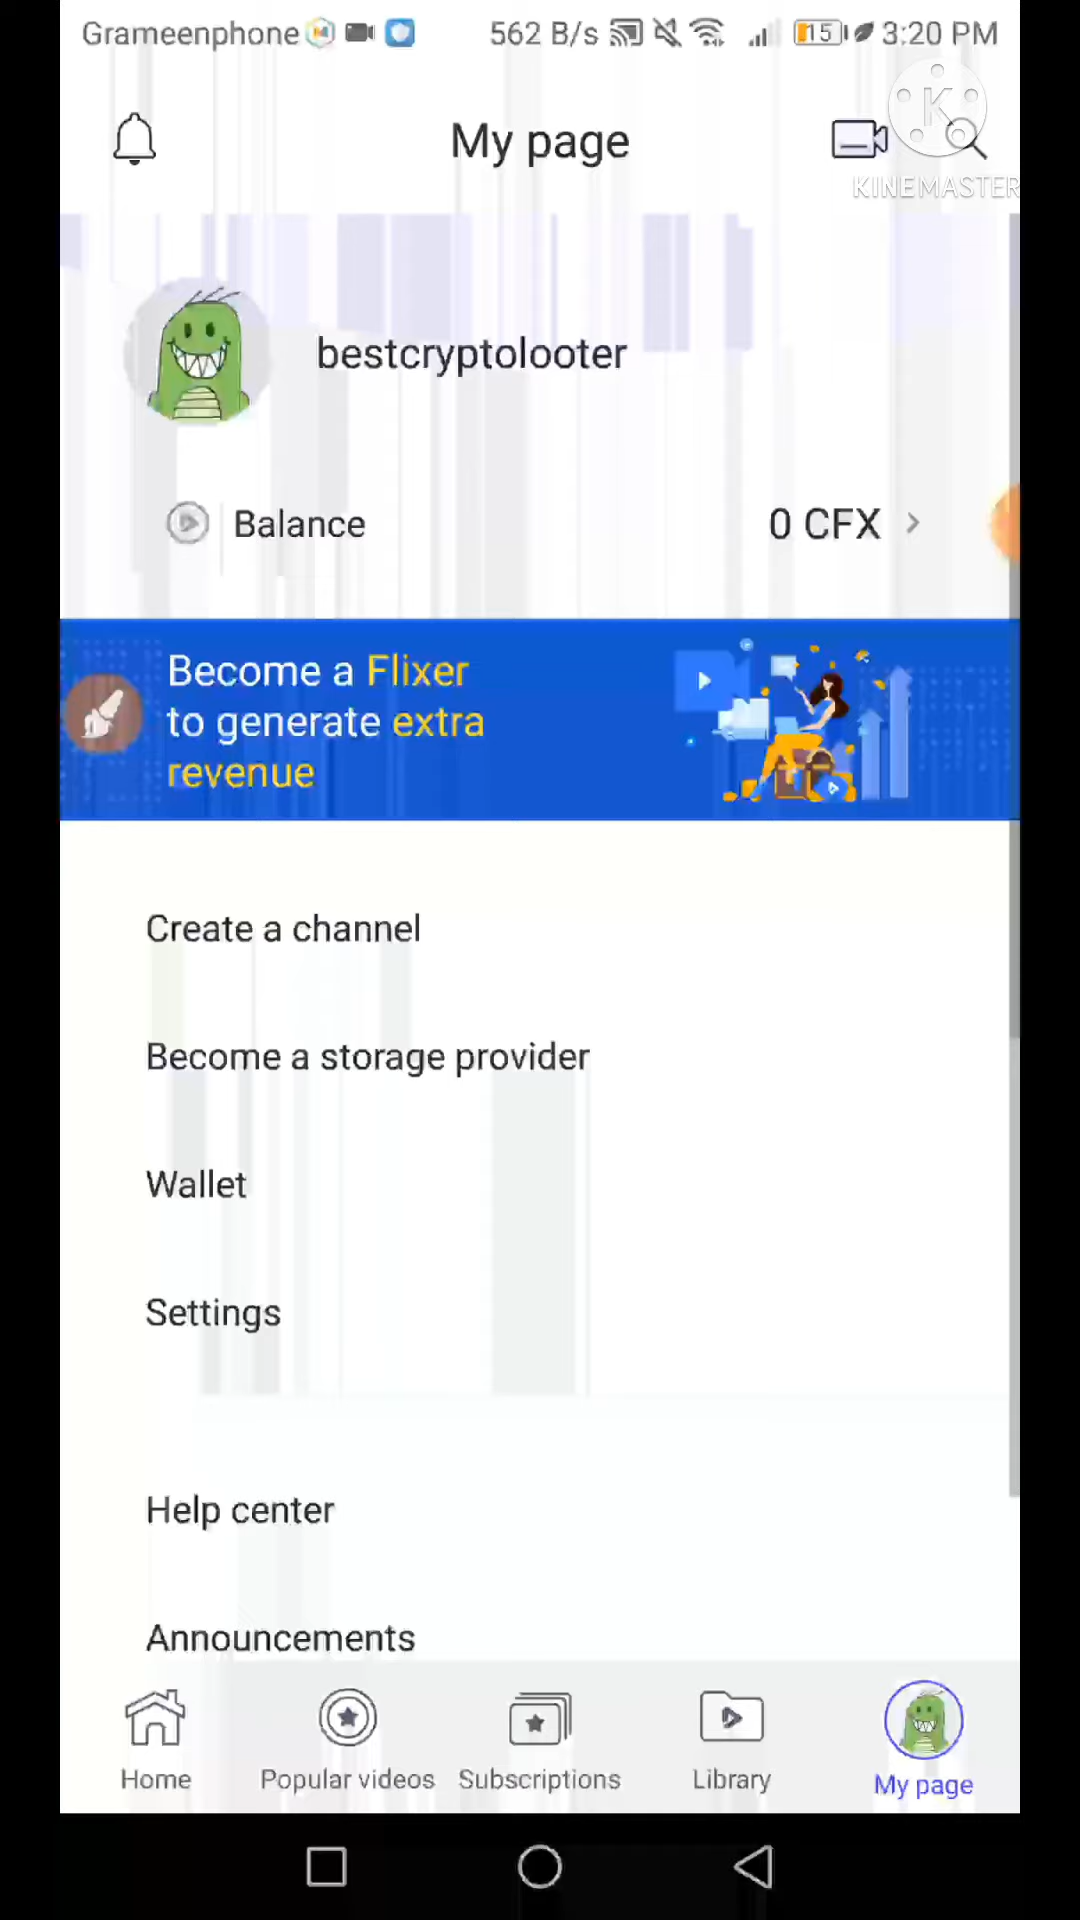 Grameenphone 562 B/s 15 3:20 PM
My page
K
KINEMASTER
bestcryptolooter
Balance 0 CFX
Become a Flixer
to generate extra
revenue
Create a channel
Become a storage provider
Wallet
Settings
Help center
Announcements
Home Popular videos Subscriptions Library My page